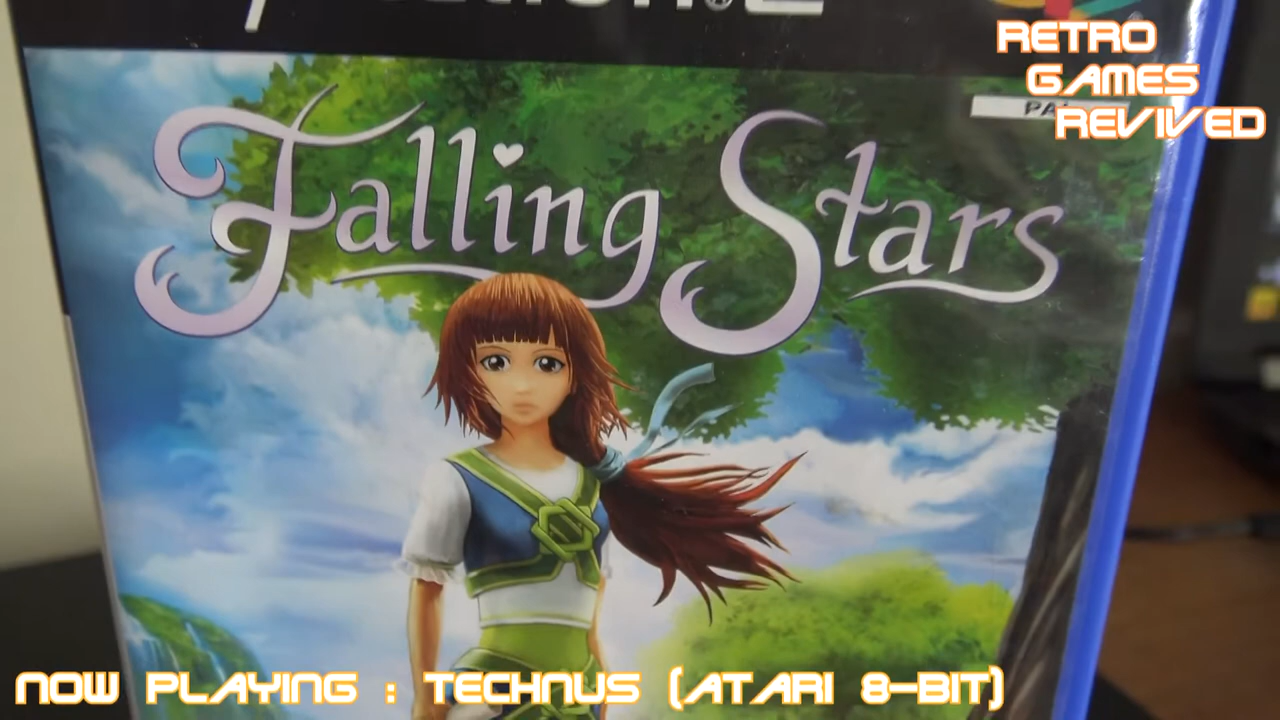 RETRO
GAMES
REVIVED
Falling Stars
NOW PLAYING : TECHNUS (ATARI 8-BIT)